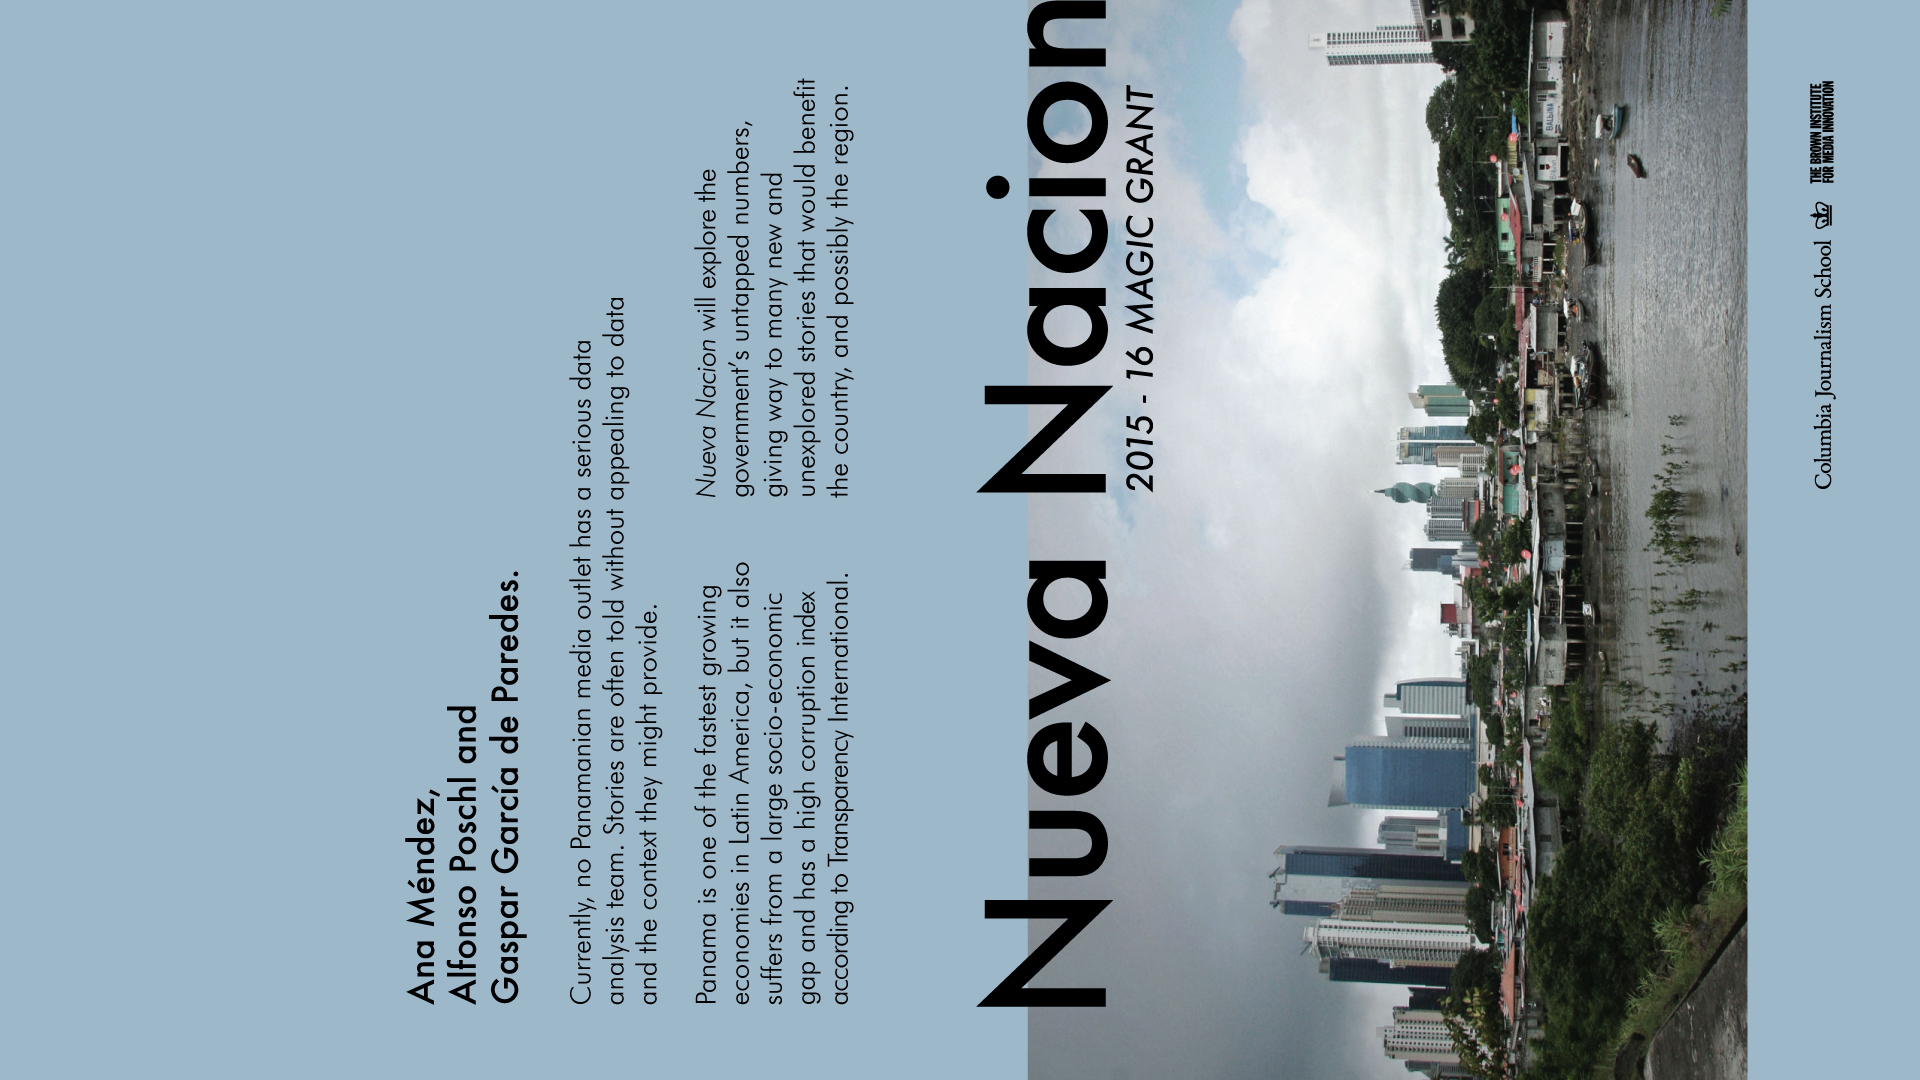 Ana Méndez,
Alfonso Poschl and
Gaspar García de Paredes.
Currently, no Panamanian media outlet has a serious data
analysis team. Stories are often told without appealing to data
and the context they might provide.
Panama is one of the fastest growing
economies in Latin America, but it also
suffers from a large socio-economic
gap and has a high corruption index
according to Transparency International.
Nueva Nacion will explore the
government's untapped numbers,
giving way to many new and
unexplored stories that would benefit
the country, and possibly the region.
Nueva Nacion
2015 - 16 MAGIC GRANT
BALBINA
Columbia Journalism School
THE BROWN INSTITUTE
FOR MEDIA INNOVATION